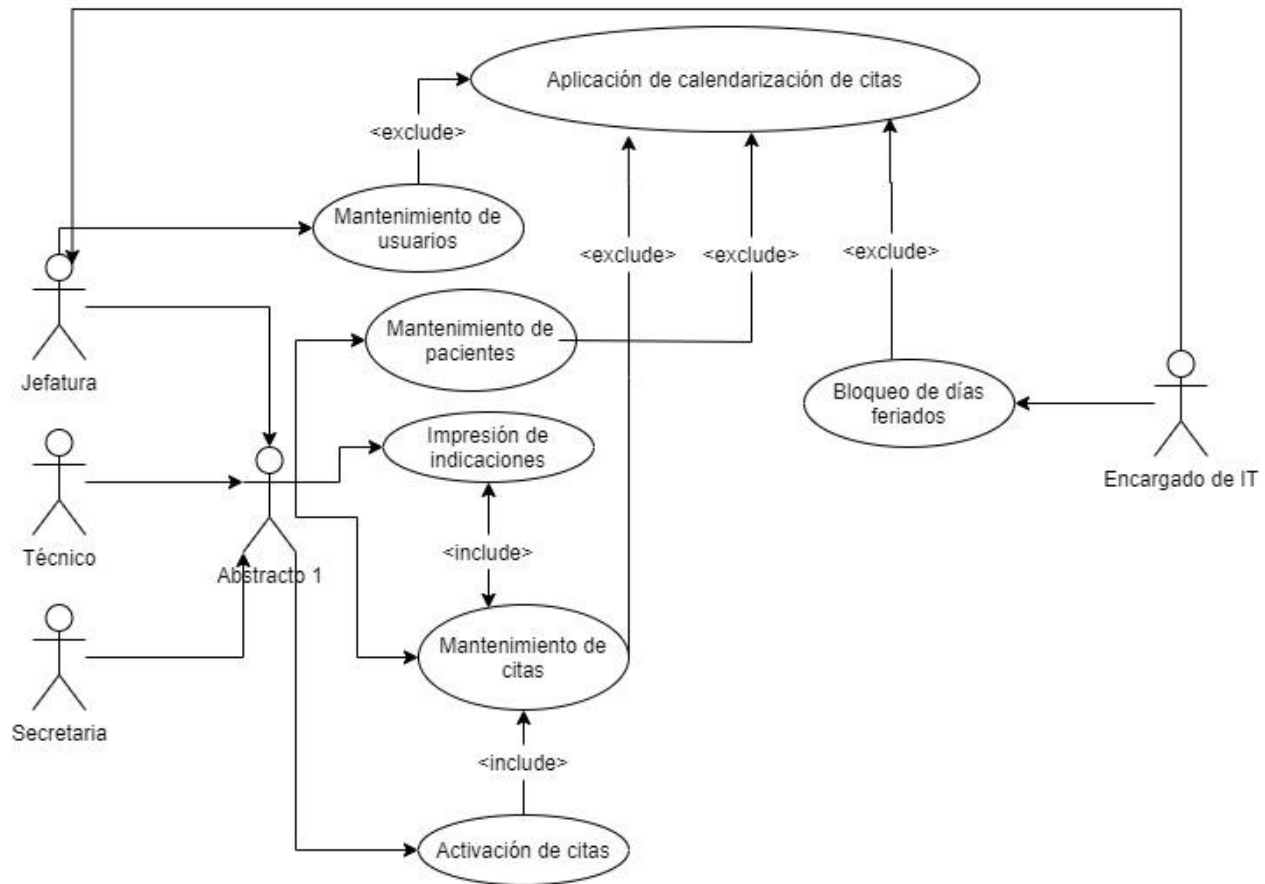 Aplicación de calendarización de citas
<exclude>
Mantenimiento de
usuarios
<exclude>
<exclude>
<exclude>
Mantenimiento de
pacientes
Jefatura
Bloqueo de días
feriados
Impresión de
indicaciones
Encargado de IT
Técnico
Abstracto 1
<include>
Mantenimiento de
citas
Secretaria
<include>
Activación de citas